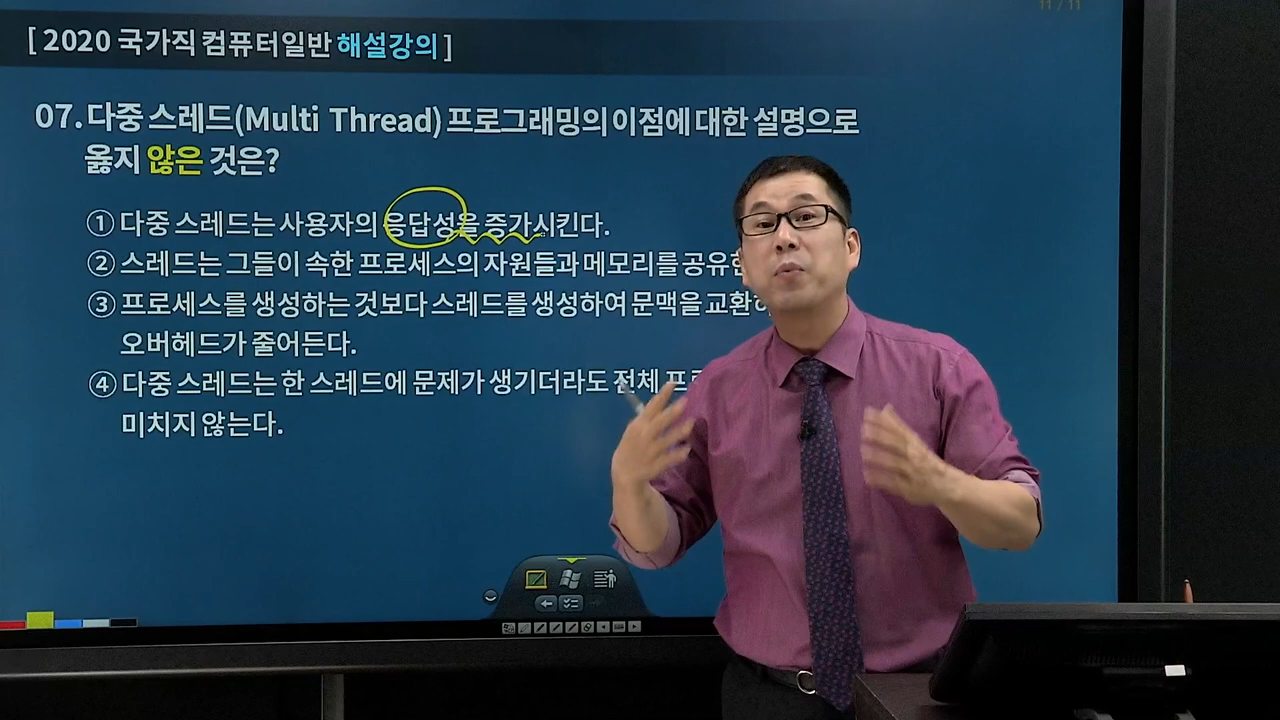 11 / 11
[ 2020 국가직 컴퓨터일반 해설강의 ]
07. 다중 스레드(Multi Thread) 프로그래밍의 이점에 대한 설명으로
옳지 않은 것은?
① 다중 스레드는 사용자의 응답성을 증가시킨다.
② 스레드는 그들이 속한 프로세스의 자원들과 메모리를
③ 프로세스를 생성하는 것보다 스레드를 생성하여 문맥을
오버헤드가 줄어든다.
④ 다중 스레드는 한 스레드에 문제가 생기더라도 전체
미치지 않는다.